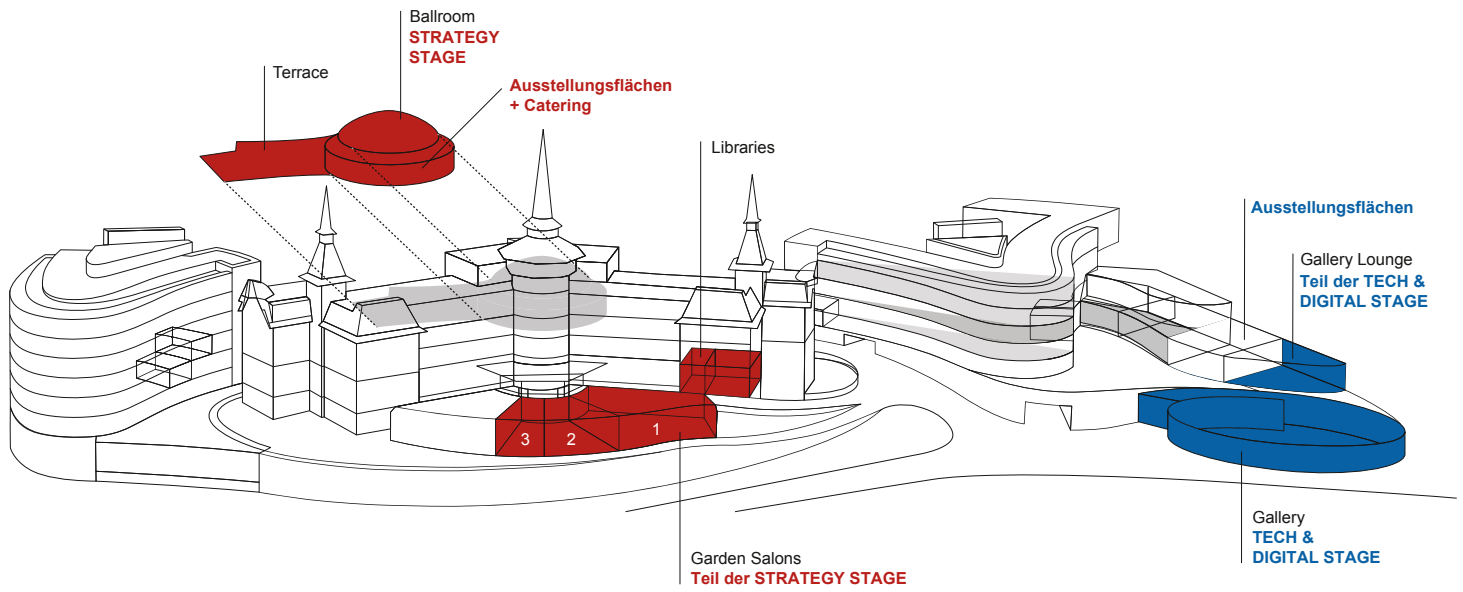 Ballroom
STRATEGY
STAGE
Terrace
Ausstellungsflächen
+ Catering
Libraries
Ausstellungsflächen
Gallery Lounge
Teil der TECH &
DIGITAL STAGE
3
2
1
Garden Salons
Teil der STRATEGY STAGE
Gallery
TECH &
DIGITAL STAGE